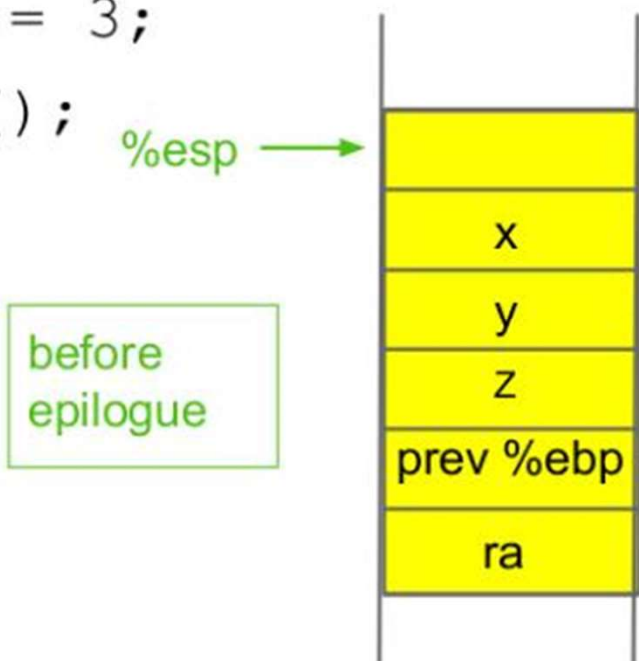 = 3;
);
%esp
x
y
z
prev %ebp
ra
before
epilogue